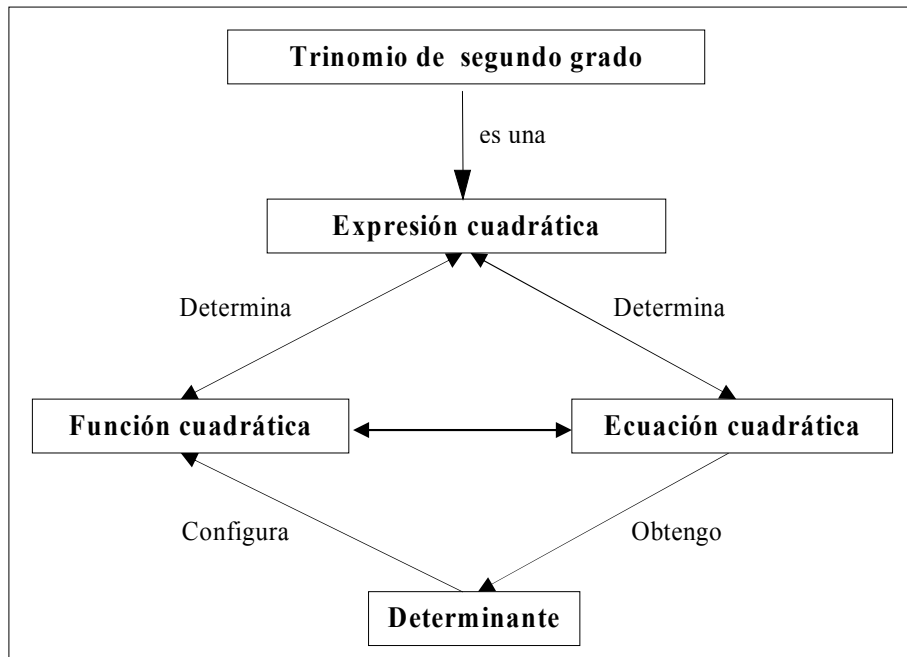 Trinomio de segundo grado
es una
Expresión cuadrática
Determina
Determina
Función cuadrática
Ecuación cuadrática
Configura
Obtengo
Determinante